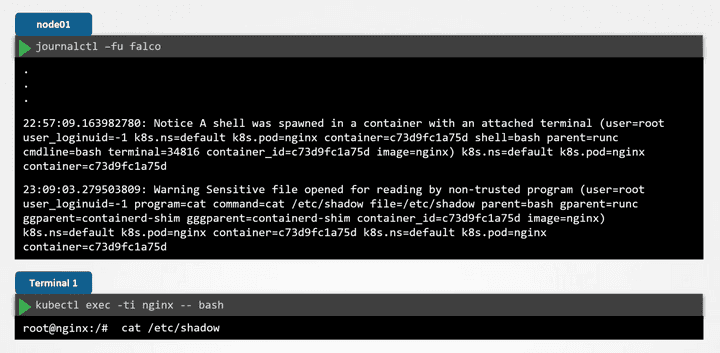 node01
journalctl –fu falco
.
.
.
22:57:09.163982780: Notice A shell was spawned in a container with an attached terminal (user=root
user_loginuid=-1 k8s.ns=default k8s.pod=nginx container=c73d9fc1a75d shell=bash parent=runc
cmdline=bash terminal=34816 container_id=c73d9fc1a75d image=nginx) k8s.ns=default k8s.pod=nginx
container=c73d9fc1a75d
23:09:03.279503809: Warning Sensitive file opened for reading by non-trusted program (user=root
user_loginuid=-1 program=cat command=cat /etc/shadow file=/etc/shadow parent=bash gparent=runc
ggparent=containerd-shim gggparent=containerd-shim container_id=c73d9fc1a75d image=nginx)
k8s.ns=default k8s.pod=nginx container=c73d9fc1a75d k8s.ns=default k8s.pod=nginx
container=c73d9fc1a75d
Terminal 1
kubectl exec -ti nginx -- bash
root@nginx:/# cat /etc/shadow